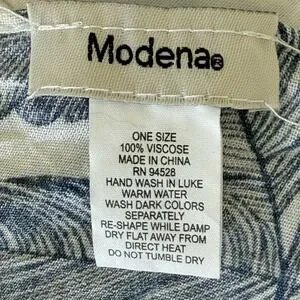 Modena®
ONE SIZE
100% VISCOSE
MADE IN CHINA
RN 94528
HAND WASH IN LUKE
WARM WATER
WASH DARK COLORS
SEPARATELY
RE-SHAPE WHILE DAMP
DRY FLAT AWAY FROM
DIRECT HEAT
DO NOT TUMBLE DRY